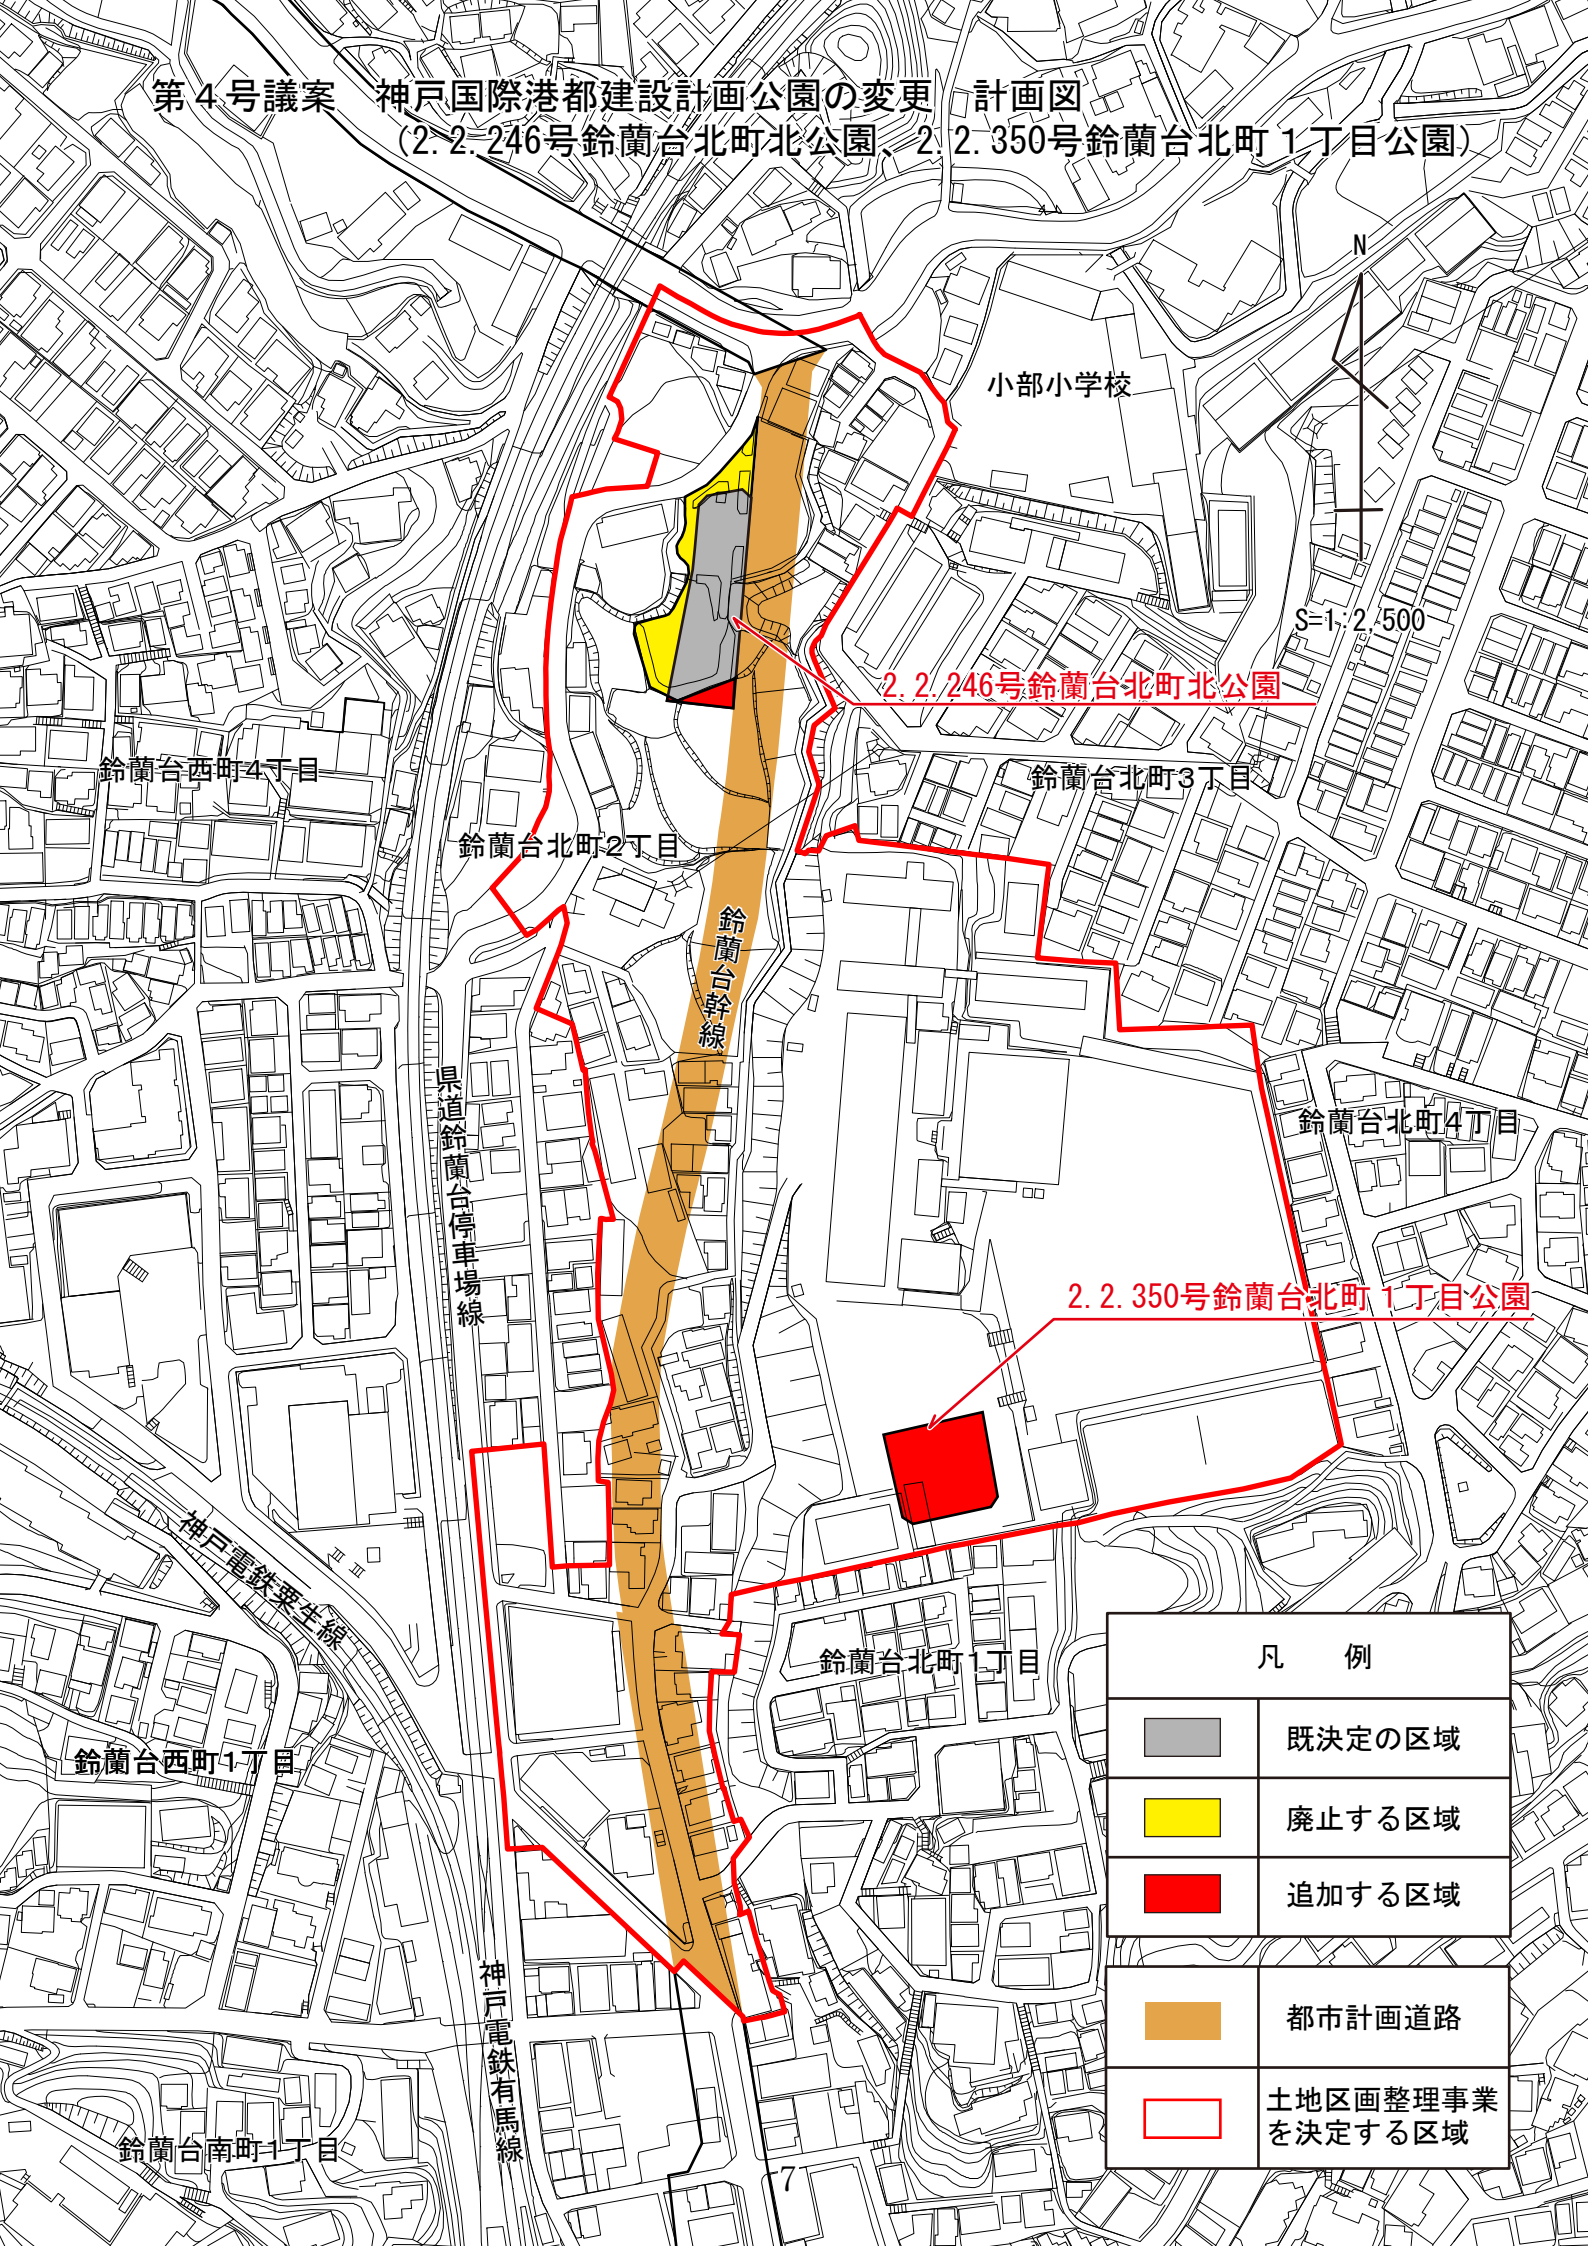 第４号議案　神戸国際港都建設計画公園の変更　計画図
（2.2.246号鈴蘭台北町北公園、2.2.350号鈴蘭台北町１丁目公園）
N
小部小学校
S=1:2,500
2.2.246号鈴蘭台北町北公園
鈴蘭台西町4丁目
鈴蘭台北町3丁目
鈴蘭台北町2丁目
鈴蘭台幹線
県道鈴蘭台停車場線
鈴蘭台北町4丁目
2.2.350号鈴蘭台北町１丁目公園
神戸電鉄粟生線
鈴蘭台北町1丁目
鈴蘭台西町1丁目
神戸電鉄有馬線
鈴蘭台南町1丁目
凡　例
既決定の区域
廃止する区域
追加する区域
都市計画道路
土地区画整理事業
を決定する区域
7